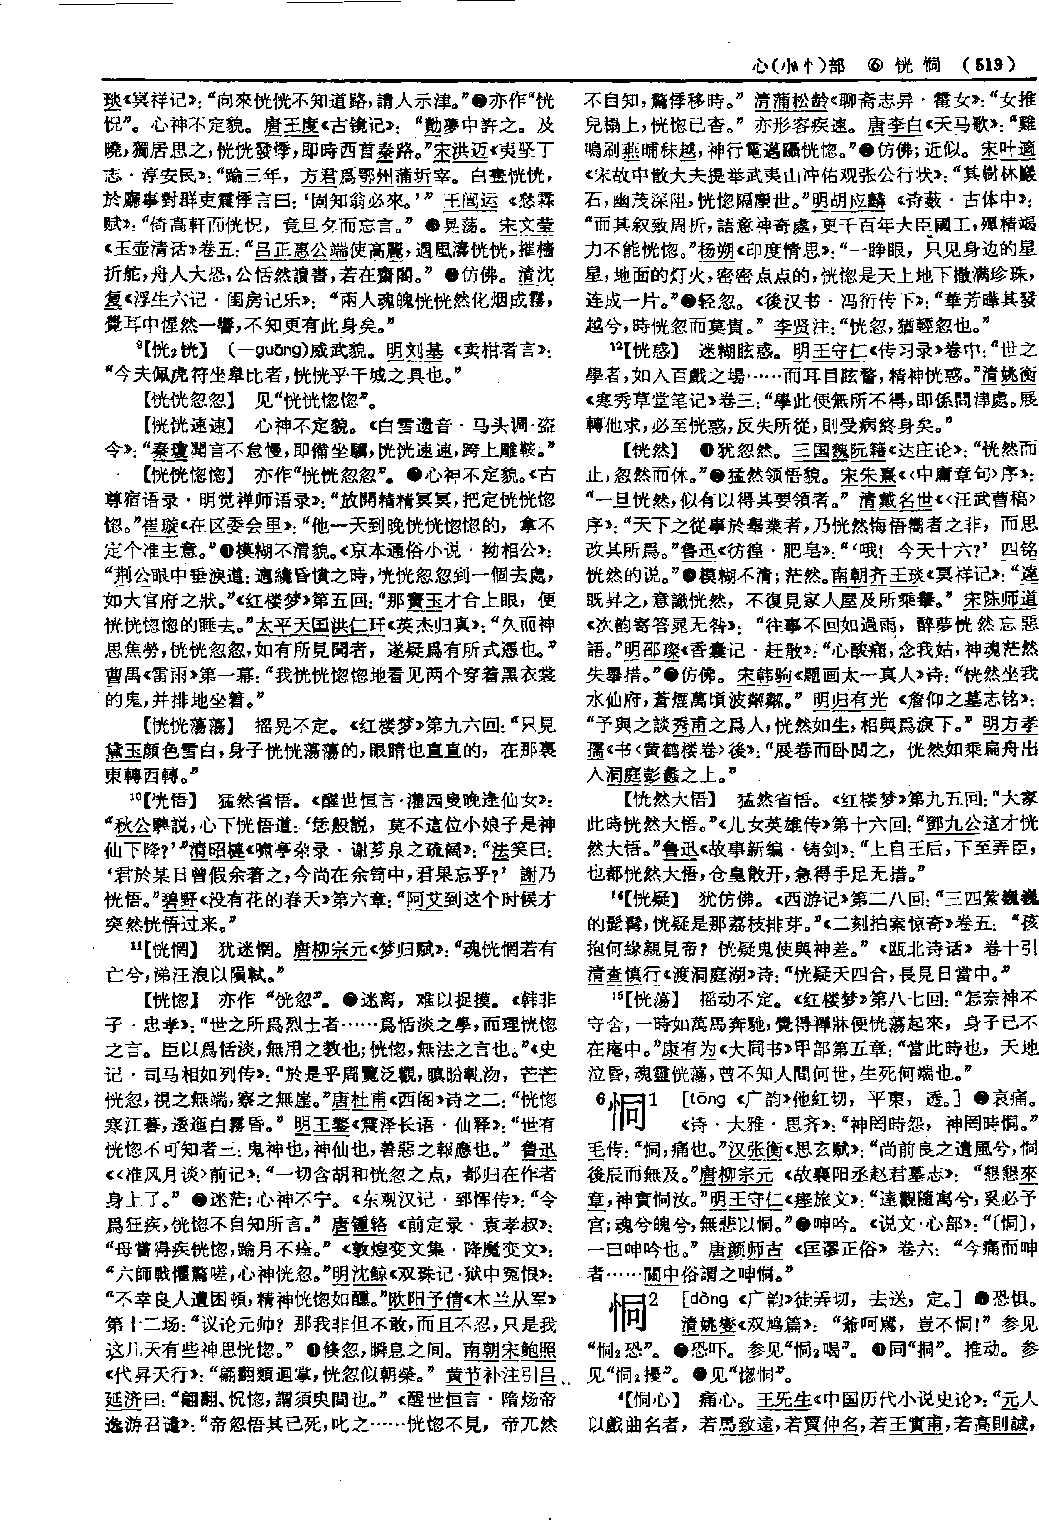 心(小忄)部 ⑥ 恍 恫 (513)
琰《冥祥记》：“向來恍恍不知道路，請人示津。”❷亦作“恍
怳”。心神不定貌。唐王度《古镜记》：“勣夢中許之。及
曉，獨居思之，恍恍發悸，即時西首秦路。”宋洪迈《夷坚丁
志·淳安民》：“踰三年，方君爲鄂州蒲圻宰。白晝恍恍，
於廳事對群吏震悸言曰：‘固知翁必來。’” 王闿运《愁霖
赋》：“倚高軒而恍怳，竟旦夕而忘言。” ❸晃荡。宋文莹
《玉壶清话》卷五：“吕正惠公端使高麗，遇風濤恍恍，摧檣
折舵，舟人大恐，公恬然讀書，若在齋閣。” ❹仿佛。清沈
复《浮生六记·闺房记乐》：“兩人魂魄恍恍然化烟成霧，
覺耳中惺然一響，不知更有此身矣。”
⁹【恍₂恍】 (—guāng)威武貌。明刘基《卖柑者言》：
“今夫佩虎符坐皋比者，恍恍乎干城之具也。”
【恍恍忽忽】 见“恍恍惚惚”。
【恍恍速速】 心神不定貌。《白雪遗音·马头调·盗
令》：“秦瓊聞言不怠慢，即備坐驥，恍恍速速，跨上雕鞍。”
【恍恍惚惚】 亦作“恍恍忽忽”。❶心神不定貌。《古
尊宿语录·明觉禅师语录》：“放開精精冥冥，把定恍恍惚
惚。”崔璇《在区委会里》：“他一天到晚恍恍惚惚的，拿不
定个准主意。”❷模糊不清貌。《京本通俗小说·拗相公》：
“荆公眼中垂淚道：適纔昏憒之時，恍恍忽忽到一個去處，
如大官府之狀。”《红楼梦》第五回：“那寶玉才合上眼，便
恍恍惚惚的睡去。”太平天囯洪仁玕《英杰归真》：“久而神
思焦勞，恍恍忽忽，如有所見聞者，遂疑爲有所式憑也。”
曹禺《雷雨》第一幕：“我恍恍惚惚地看见两个穿着黑衣裳
的鬼，并排地坐着。”
【恍恍荡荡】 摇晃不定。《红楼梦》第九六回：“只見
黛玉顏色雪白，身子恍恍蕩蕩的，眼睛也直直的，在那裏
東轉西轉。”
¹⁰【恍悟】 猛然省悟。《醒世恒言·灌园叟晚逢仙女》：
“秋公聽説，心下恍悟道：‘恁般說，莫不這位小娘子是神
仙下降？’”清昭梿《啸亭杂录·谢芗泉之疏阔》：“法笑曰：
‘君於某日曾假余著之，今尚在余笥中，君果忘乎？’ 謝乃
恍悟。”碧野《没有花的春天》第六章：“阿艾到这个时候才
突然恍悟过来。”
¹¹【恍惘】 犹迷惘。唐柳宗元《梦归赋》：“魂恍惘若有
亡兮，涕汪浪以隕軾。”
【恍惚】 亦作“恍忽”。❶迷离，难以捉摸。《韩非
子·忠孝》：“世之所爲烈士者……爲恬淡之學，而理恍惚
之言。臣以爲恬淡，無用之教也；恍惚，無法之言也。”《史
记·司马相如列传》：“於是乎周覽泛觀，瞋盼軋沕，芒芒
恍忽，視之無端，察之無崖。”唐杜甫《西阁》诗之二：“恍惚
寒江暮，逶迤白霧昏。” 明王鏊《震泽长语·仙释》：“世有
恍惚不可知者三：鬼神也，神仙也，善惡之報應也。” 鲁迅
《〈准风月谈〉前记》：“一切含胡和恍忽之点，都归在作者
身上了。” ❷迷茫；心神不宁。《东观汉记·郅恽传》：“令
爲狂疾，恍惚不自知所言。” 唐锺辂《前定录·袁孝叔》：
“母嘗得疾恍惚，踰月不痊。” 《敦煌变文集·降魔变文》：
“六師戰懼驚嗟，心神恍忽。”明沈鲸《双珠记·狱中冤恨》：
“不幸良人遭困頓，精神恍惚如醺。”欧阳予倩《木兰从军》
第十二场：“议论元帅？那我非但不敢，而且不忍，只是我
这几天有些神思恍惚。” ❸倏忽，瞬息之间。南朝宋鲍照
《代昇天行》：“翩翻類迴掌，恍忽似朝榮。” 黄节补注引吕
延济曰：“翩翻、怳惚，謂須臾間也。” 《醒世恒言·隋炀帝
逸游召谴》：“帝忽悟其已死，叱之……恍惚不見，帝兀然
不自知，驚悸移時。” 清蒲松龄《聊斋志异·霍女》：“女推
兒榻上，恍惚已杳。” 亦形容疾速。唐李白《天马歌》：“雞
鳴刷燕晡秣越，神行電邁躡恍惚。”❹仿佛；近似。宋叶適
《宋故中散大夫提举武夷山冲佑观张公行状》：“其樹林巖
石，幽茂深阻，恍惚隔塵世。”明胡应麟《诗薮·古体中》：
“而其叙致周折，語意神奇處，更千百年大臣國工，殫精竭
力不能恍惚。”杨朔《印度情思》：“一睁眼，只见身边的星
星，地面的灯火，密密点点的，恍惚是天上地下撒满珍珠，
连成一片。”❺轻忽。《後汉书·冯衍传下》：“華芳曄其發
越兮，時恍忽而莫貴。” 李贤注：“恍忽，猶輕忽也。”
¹²【恍惑】 迷糊眩惑。明王守仁《传习录》卷中：“世之
學者，如入百戲之場……而耳目眩瞀，精神恍惑。”清姚衡
《寒秀草堂笔记》卷三：“學此便無所不得，即係問津處。展
轉他求，必至恍惑，反失所從，則受病終身矣。”
【恍然】 ❶犹忽然。三国魏阮籍《达庄论》：“恍然而
止，忽然而休。”❷猛然领悟貌。宋朱熹《〈中庸章句〉序》：
“一旦恍然，似有以得其要領者。” 清戴名世《〈汪武曹稿〉
序》：“天下之從事於舉業者，乃恍然悔悟嚮者之非，而思
改其所爲。”鲁迅《彷徨·肥皂》：“‘哦！今天十六？’ 四铭
恍然的说。”❸模糊不清；茫然。南朝齐王琰《冥祥记》：“遂
既昇之，意識恍然，不復見家人屋及所乘轝。” 宋陈师道
《次韵寄答晁无咎》：“往事不回如過雨，醉夢恍然忘惡
語。”明邵璨《香囊记·赶散》：“心酸痛，念我姑，神魂茫然
失舉措。”❹仿佛。宋韩驹《题画太一真人》诗：“恍然坐我
水仙府，蒼煙萬頃波粼粼。” 明归有光《詹仰之墓志铭》：
“予與之談秀甫之爲人，恍然如生，相與爲淚下。” 明方孝
孺《书〈黄鹤楼卷〉後》：“展卷而卧閲之，恍然如乘扁舟出
入洞庭彭蠡之上。”
【恍然大悟】 猛然省悟。《红楼梦》第九五回：“大家
此時恍然大悟。”《儿女英雄传》第十六回：“鄧九公這才恍
然大悟。”鲁迅《故事新编·铸剑》：“上自王后，下至弄臣，
也都恍然大悟，仓皇散开，急得手足无措。”
¹⁴【恍疑】 犹仿佛。《西游记》第二八回：“三四紫巍巍
的髭髯，恍疑是那荔枝排芽。”《二刻拍案惊奇》卷五：“孩
抱何緣親見帝？恍疑鬼使與神差。” 《瓯北诗话》卷十引
清查慎行《渡洞庭湖》诗：“恍疑天四合，長見日當中。”
¹⁵【恍荡】 摇动不定。《红楼梦》第八七回：“怎奈神不
守舍，一時如萬馬奔馳，覺得禪牀便恍蕩起來，身子已不
在庵中。”康有为《大同书》甲部第五章：“當此時也，天地
泣昏，魂靈恍蕩，曾不知人間何世，生死何端也。”
6恫1 [tōng 《广韵》他红切，平東，透。] ❶哀痛。
《诗·大雅·思齐》：“神罔時怨，神罔時恫。”
毛传：“恫，痛也。”汉张衡《思玄赋》：“尚前良之遺風兮，恫
後辰而無及。”唐柳宗元《故襄阳丞赵君墓志》：“懇懇來
章，神實恫汝。”明王守仁《瘗旅文》：“達觀隨寓兮，奚必予
宫；魂兮魄兮，無悲以恫。”❷呻吟。《说文·心部》：“〔恫〕，
一曰呻吟也。” 唐颜师古《匡谬正俗》卷六：“今痛而呻
者……關中俗謂之呻恫。”
恫2 [dòng 《广韵》徒弄切，去送，定。] ❶恐惧。
清姚燮《双鸩篇》：“爺呵罵，豈不恫！” 参见
“恫₂恐”。❷恐吓。参见“恫₂喝”。❸同“挏”。推动。参
见“恫₂擾”。❹见“惚恫”。
⁴【恫心】 痛心。王旡生《中国历代小说史论》：“元人
以戲曲名者，若馬致遠，若賈仲名，若王實甫，若高則誠，